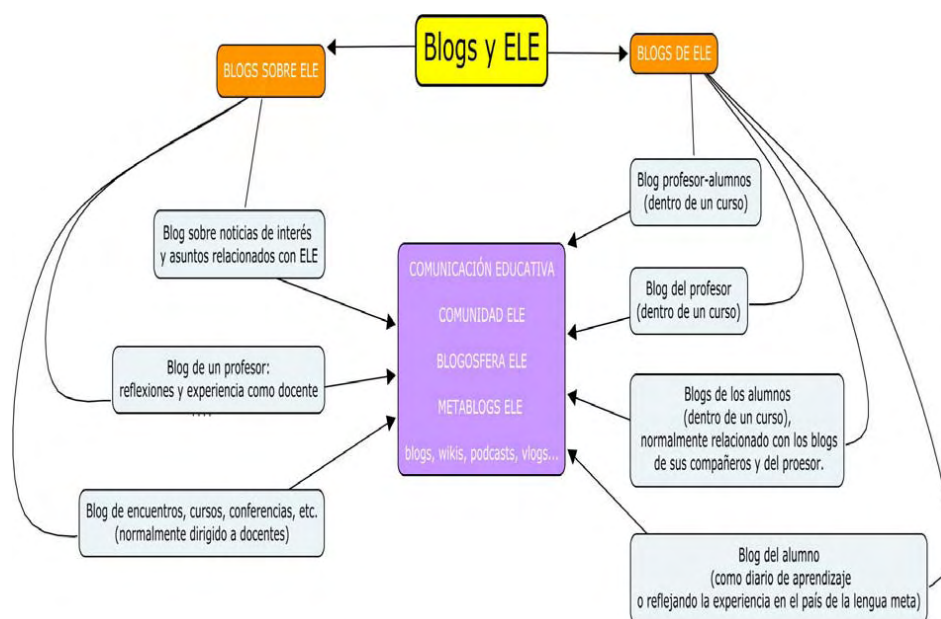 Blogs y ELE
BLOGS SOBRE ELE
BLOGS DE ELE
Blog sobre noticias de interés
y asuntos relacionados con ELE
Blog de un profesor:
reflexiones y experiencia como docente
....
Blog de encuentros, cursos, conferencias, etc.
(normalmente dirigido a docentes)
COMUNICACIÓN EDUCATIVA
COMUNIDAD ELE
BLOGOSFERA ELE
METABLOGS ELE
blogs, wikis, podcasts, vlogs...
Blog profesor-alumnos
(dentro de un curso)
Blog del profesor
(dentro de un curso)
Blogs de los alumnos
(dentro de un curso),
normalmente relacionado con los blogs
de sus compañeros y del proesor.
Blog del alumno
(como diario de aprendizaje
o reflejando la experiencia en el país de la lengua meta)